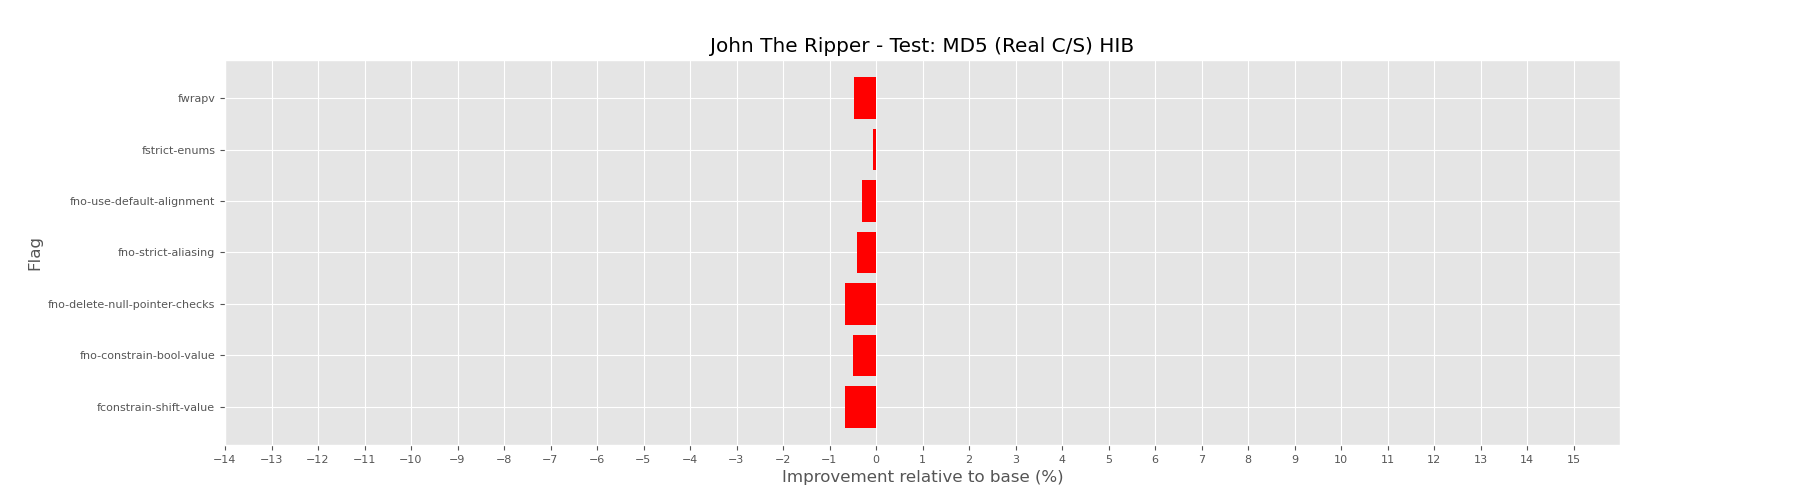 John The Ripper - Test: MD5 (Real C/S) HIB
Flag
fwrapv
fstrict-enums
fno-use-default-alignment
fno-strict-aliasing
fno-delete-null-pointer-checks
fno-constrain-bool-value
fconstrain-shift-value
−14 −13 −12 −11 −10 −9 −8 −7 −6 −5 −4 −3 −2 −1 0 1 2 3 4 5 6 7 8 9 10 11 12 13 14 15
Improvement relative to base (%)